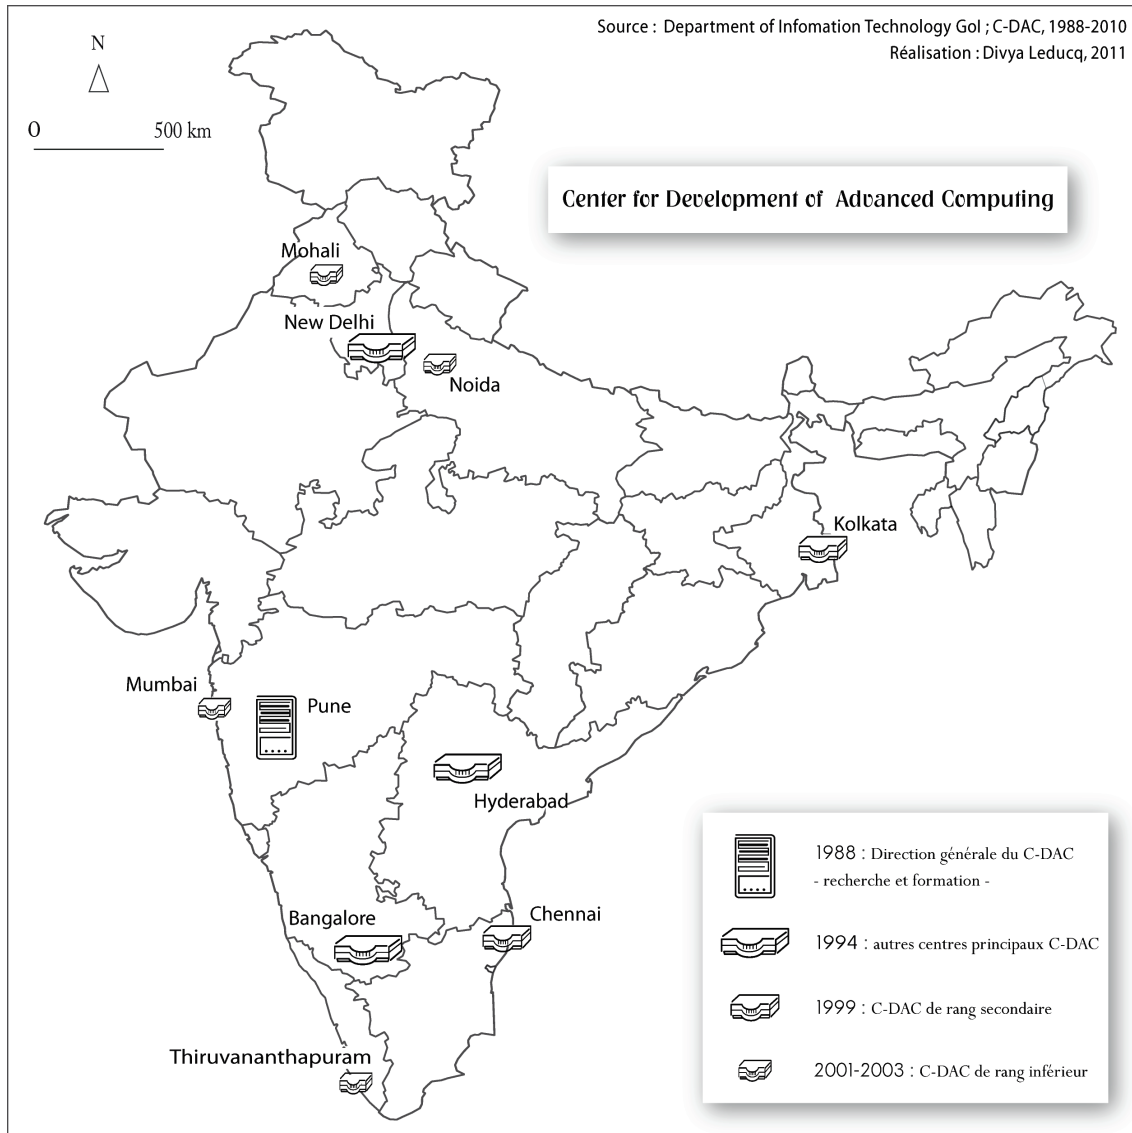 Source : Department of Infomation Technology GoI ; C-DAC, 1988-2010
Réalisation : Divya Leducq, 2011
N
0 500 km
Center for Development of Advanced Computing
Mohali
New Delhi
Noida
Kolkata
Mumbai
Pune
Hyderabad
Bangalore
Chennai
Thiruvananthapuram
1988 : Direction générale du C-DAC
- recherche et formation -
1994 : autres centres principaux C-DAC
1999 : C-DAC de rang secondaire
2001-2003 : C-DAC de rang inférieur